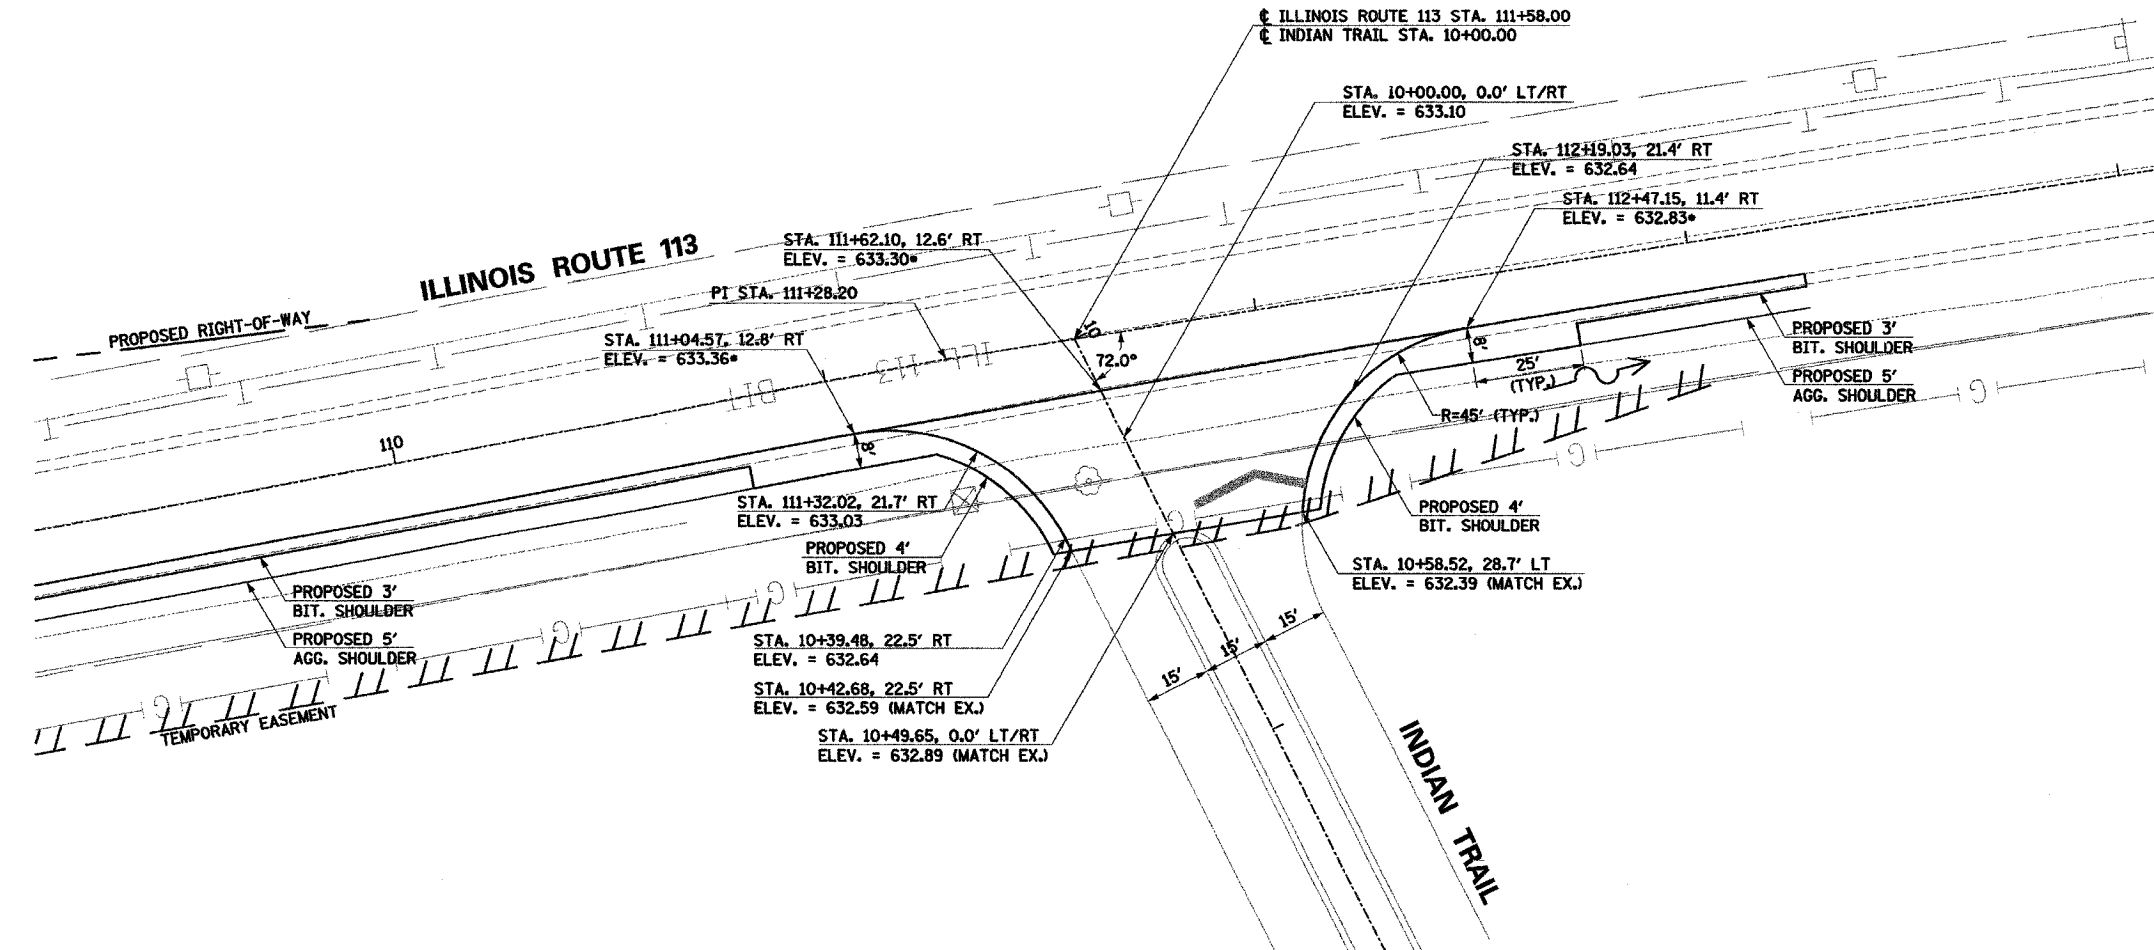 ℄ ILLINOIS ROUTE 113 STA. 111+58.00
℄ INDIAN TRAIL STA. 10+00.00
STA. 10+00.00, 0.0' LT/RT
ELEV. = 633.10
STA. 112+19.03, 21.4' RT
ELEV. = 632.64
STA. 112+47.15, 11.4' RT
ELEV. = 632.83*
STA. 111+62.10, 12.6' RT
ELEV. = 633.30*
ILLINOIS ROUTE 113
PI STA. 111+28.20
PROPOSED RIGHT-OF-WAY
STA. 111+04.57, 12.8' RT
ELEV. = 633.36*
10
72.0°
ILL 113
BIT
110
8'
8'
25'
(TYP.)
R=45' (TYP.)
PROPOSED 3'
BIT. SHOULDER
PROPOSED 5'
AGG. SHOULDER
G
G
G
G
G
G
G
STA. 111+32.02, 21.7' RT
ELEV. = 633.03
PROPOSED 4'
BIT. SHOULDER
PROPOSED 4'
BIT. SHOULDER
STA. 10+58.52, 28.7' LT
ELEV. = 632.39 (MATCH EX.)
PROPOSED 3'
BIT. SHOULDER
PROPOSED 5'
AGG. SHOULDER
TEMPORARY EASEMENT
STA. 10+39.48, 22.5' RT
ELEV. = 632.64
STA. 10+42.68, 22.5' RT
ELEV. = 632.59 (MATCH EX.)
STA. 10+49.65, 0.0' LT/RT
ELEV. = 632.89 (MATCH EX.)
15'
15'
15'
INDIAN TRAIL